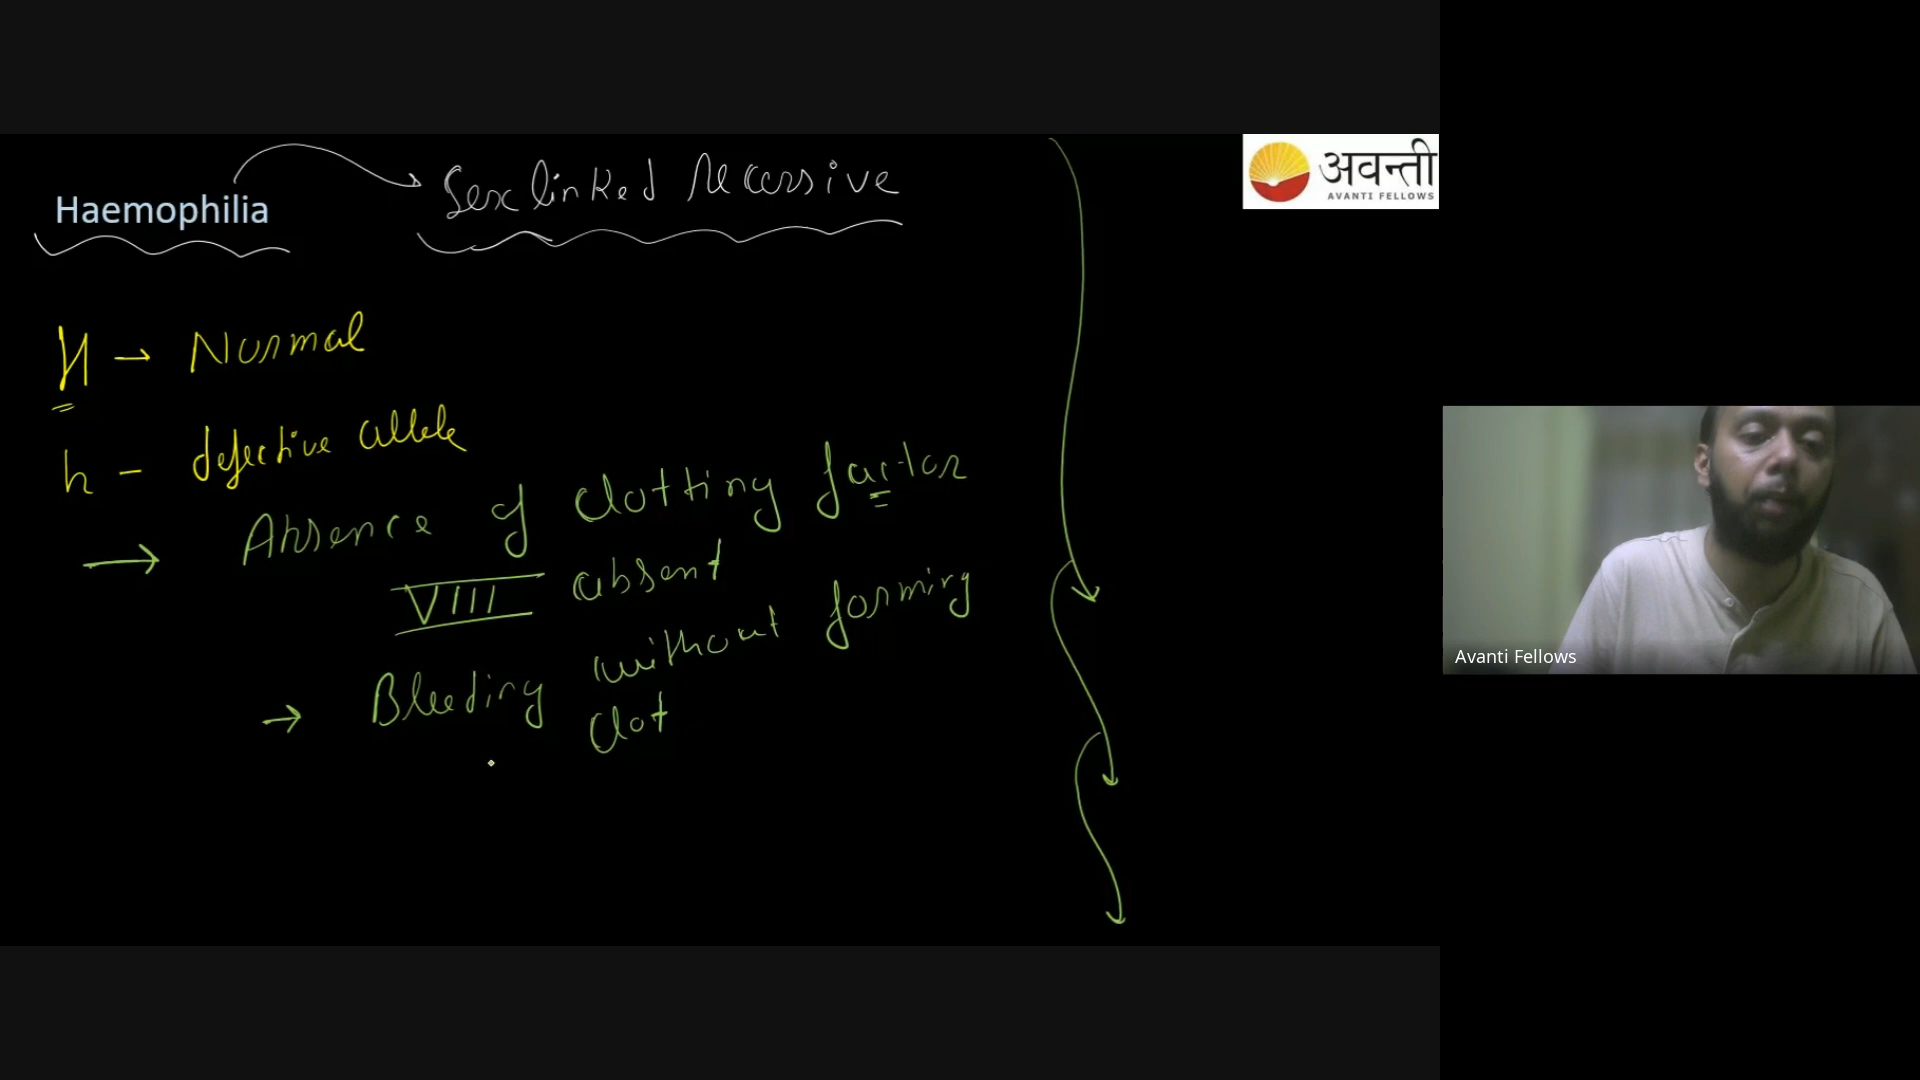 Haemophilia
Sex linked recessive
H → Normal
h - defective allele
→ Absence of clotting factor
VIII absent
→ Bleeding without forming
clot
अवन्ती
AVANTI FELLOWS
Avanti Fellows